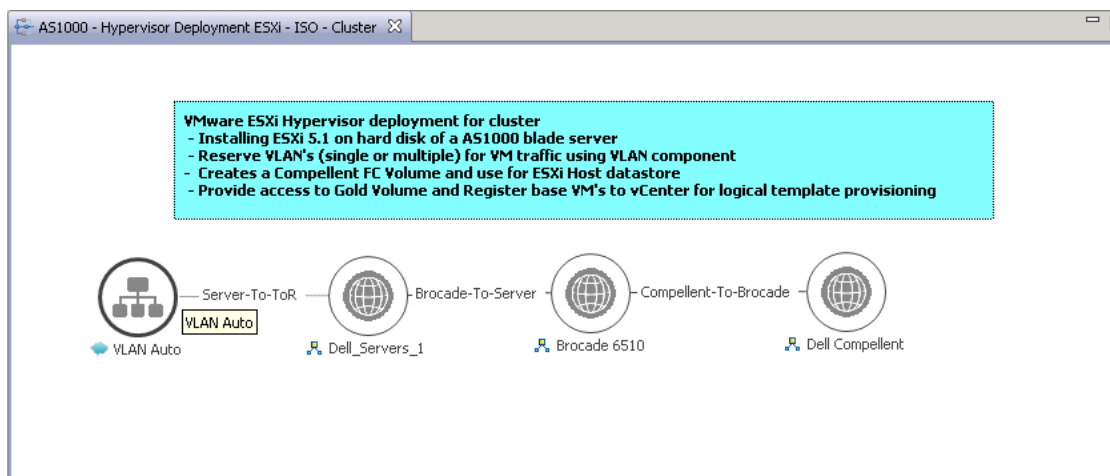 AS1000 - Hypervisor Deployment ESXi - ISO - Cluster
VMware ESXi Hypervisor deployment for cluster
- Installing ESXi 5.1 on hard disk of a AS1000 blade server
- Reserve VLAN's (single or multiple) for VM traffic using VLAN component
- Creates a Compellent FC Volume and use for ESXi Host datastore
- Provide access to Gold Volume and Register base VM's to vCenter for logical template provisioning
Server-To-ToR
Brocade-To-Server
Compellent-To-Brocade
VLAN Auto
VLAN Auto
Dell_Servers_1
Brocade 6510
Dell Compellent